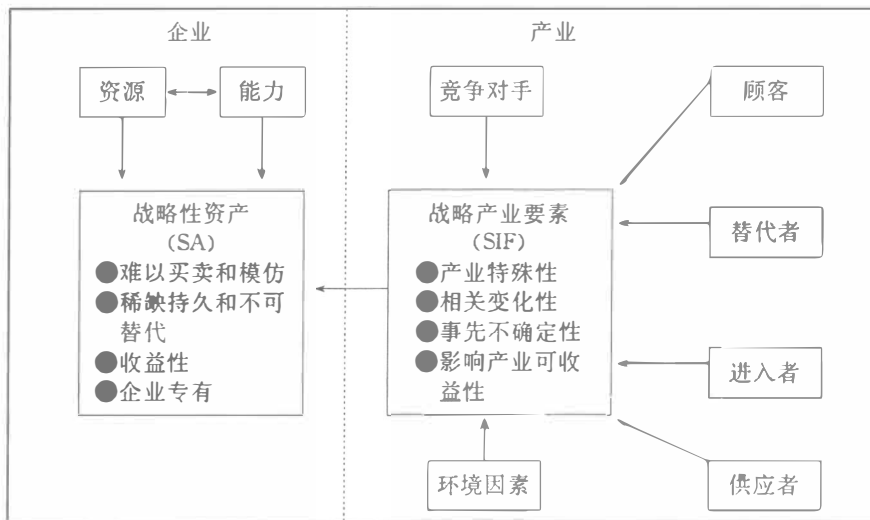 企业
产业
资源
能力
竞争对手
顾客
战略性资产
（SA）
●难以买卖和模仿
●稀缺持久和不可
替代
●收益性
●企业专有
战略产业要素
（SIF）
●产业特殊性
●相关变化性
●事先不确定性
●影响产业可收
益性
替代者
进入者
环境因素
供应者